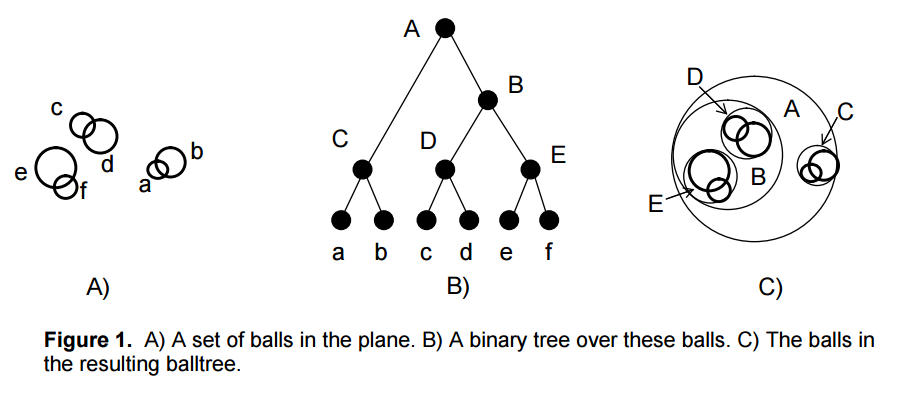 c
d
e
f
a
b
A)
A
B
C
D
E
a b c d e f
B)
D
A
C
B
E
C)
Figure 1. A) A set of balls in the plane. B) A binary tree over these balls. C) The balls in
the resulting balltree.